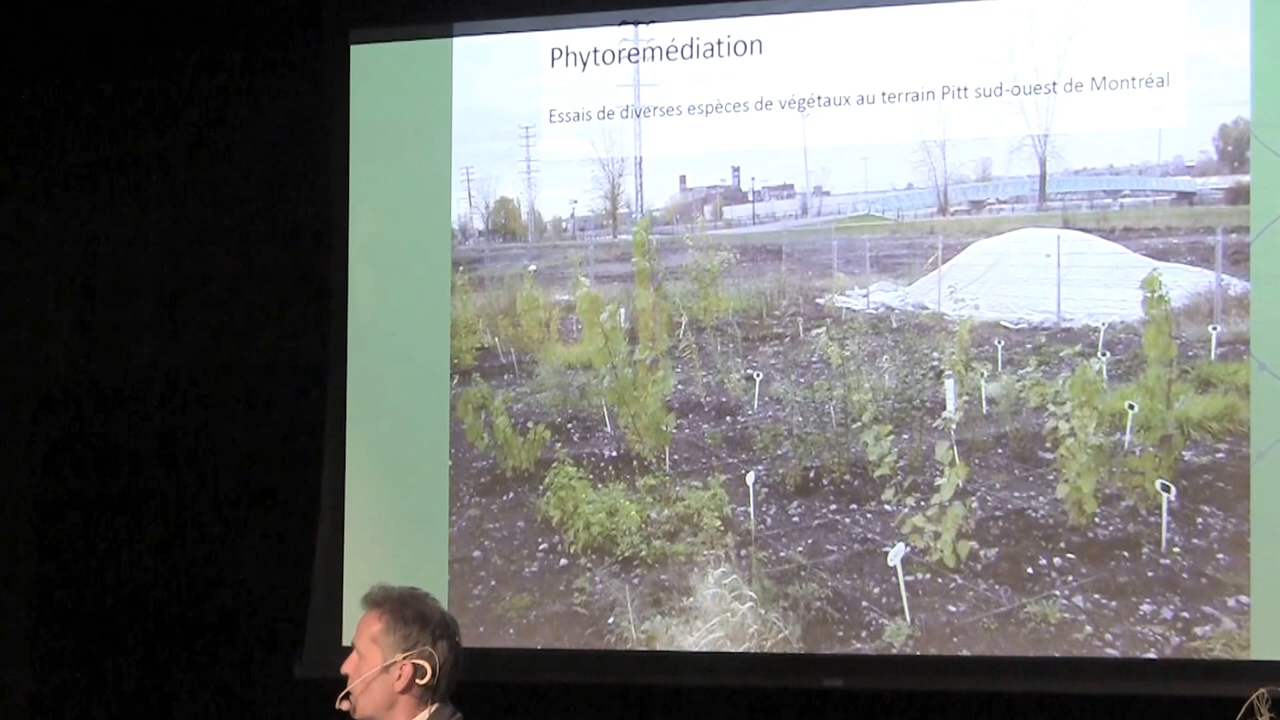 Phytoremédiation
Essais de diverses espèces de végétaux au terrain Pitt sud-ouest de Montréal